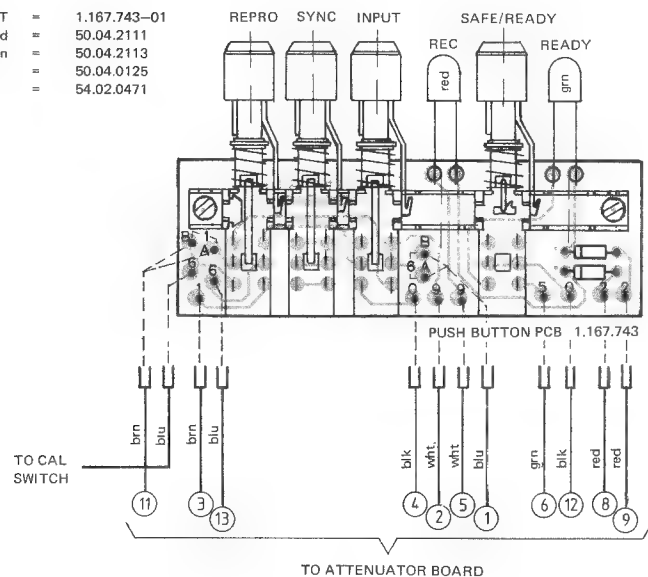 T = 1.167.743–01
d = 50.04.2111
n = 50.04.2113
= 50.04.0125
= 54.02.0471
REPRO SYNC INPUT SAFE/READY
REC READY
red grn
B 1
A
6 6
1
B
6 A
9 9
5 6 2 2
PUSH BUTTON PCB 1.167.743
brn blu brn blu blk wht. wht blu grn blk red red
TO CAL
SWITCH
11 3 13 4 2 5 1 6 12 8 9
TO ATTENUATOR BOARD